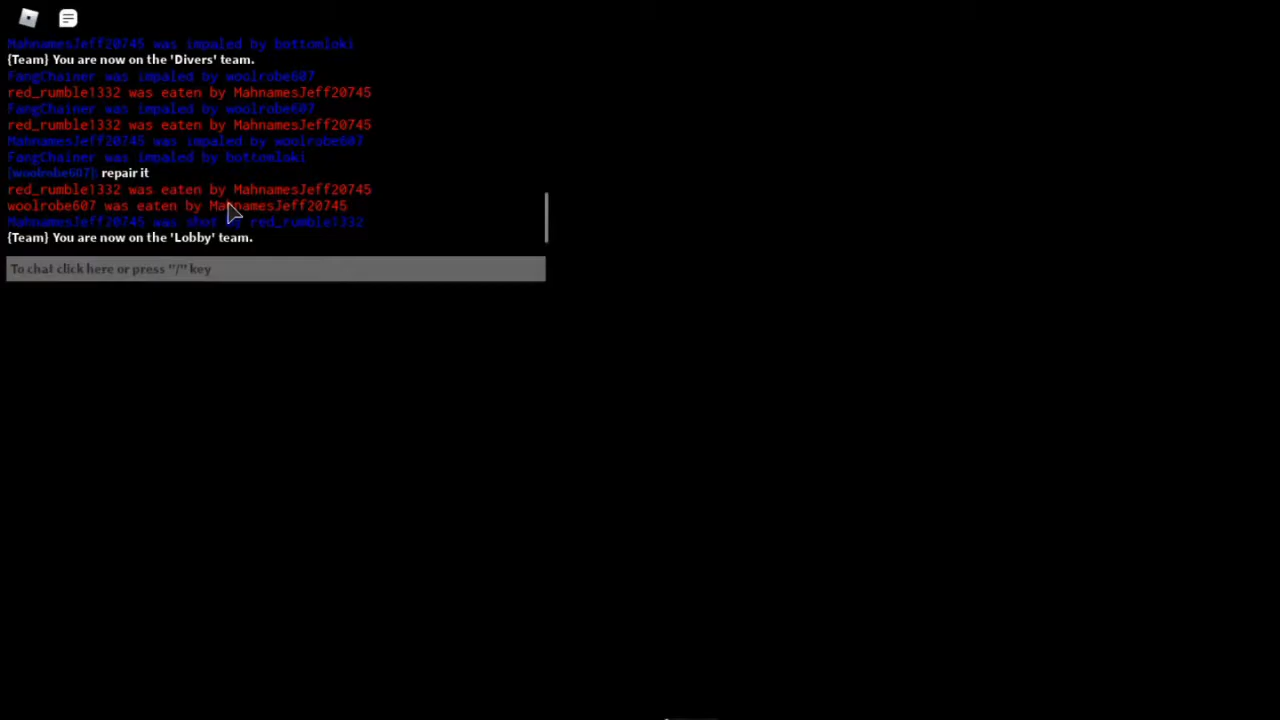 MahnamesJeff20745 was impaled by bottomloki
{Team} You are now on the 'Divers' team.
FangChainer was impaled by woolrobe607
red_rumble1332 was eaten by MahnamesJeff20745
FangChainer was impaled by woolrobe607
red_rumble1332 was eaten by MahnamesJeff20745
MahnamesJeff20745 was impaled by woolrobe607
FangChainer was impaled by bottomloki
[woolrobe607]: repair it
red_rumble1332 was eaten by MahnamesJeff20745
woolrobe607 was eaten by MahnamesJeff20745
MahnamesJeff20745 was shot by red_rumble1332
{Team} You are now on the 'Lobby' team.
To chat click here or press "/" key